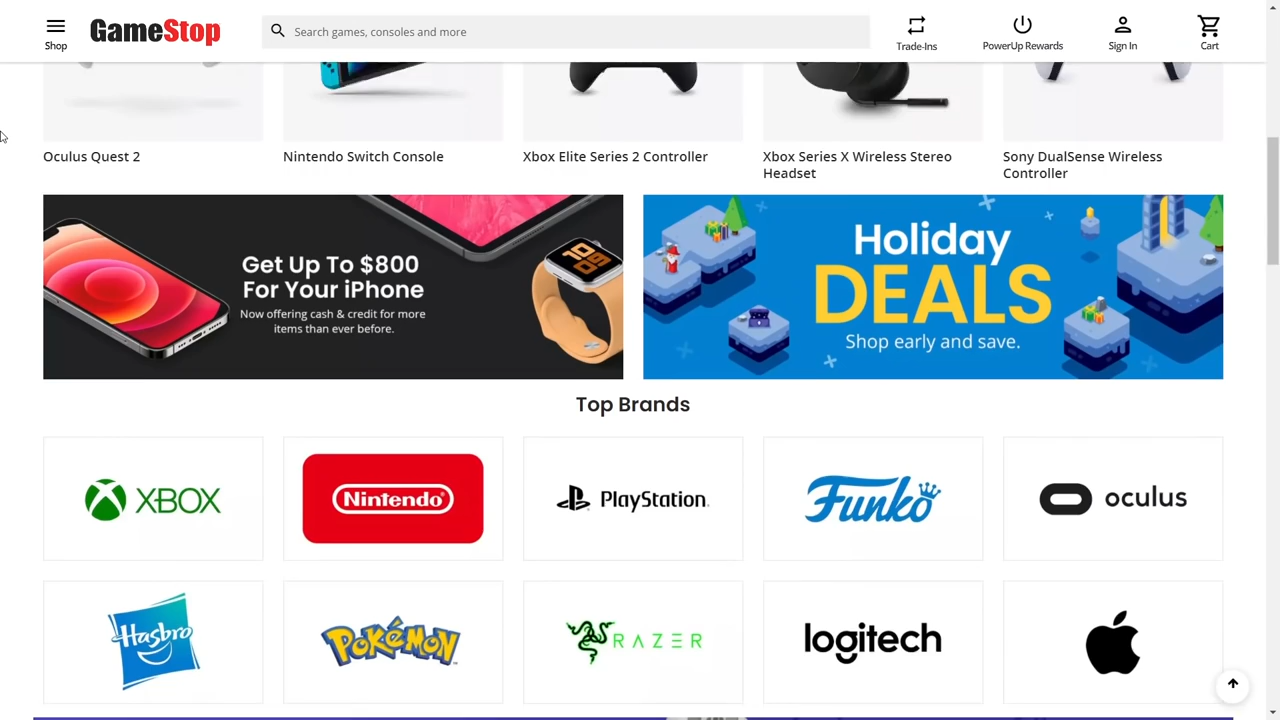 Shop
GameStop
Search games, consoles and more
Trade-Ins
PowerUp Rewards
Sign In
Cart
Oculus Quest 2
Nintendo Switch Console
Xbox Elite Series 2 Controller
Xbox Series X Wireless Stereo
Headset
Sony DualSense Wireless
Controller
Get Up To $800
For Your iPhone
Now offering cash & credit for more
items than ever before.
10
09
Holiday
DEALS
Shop early and save.
Top Brands
XBOX
Nintendo®
PlayStation
Funko
oculus
Hasbro
POKÉMON
RAZER
logitech